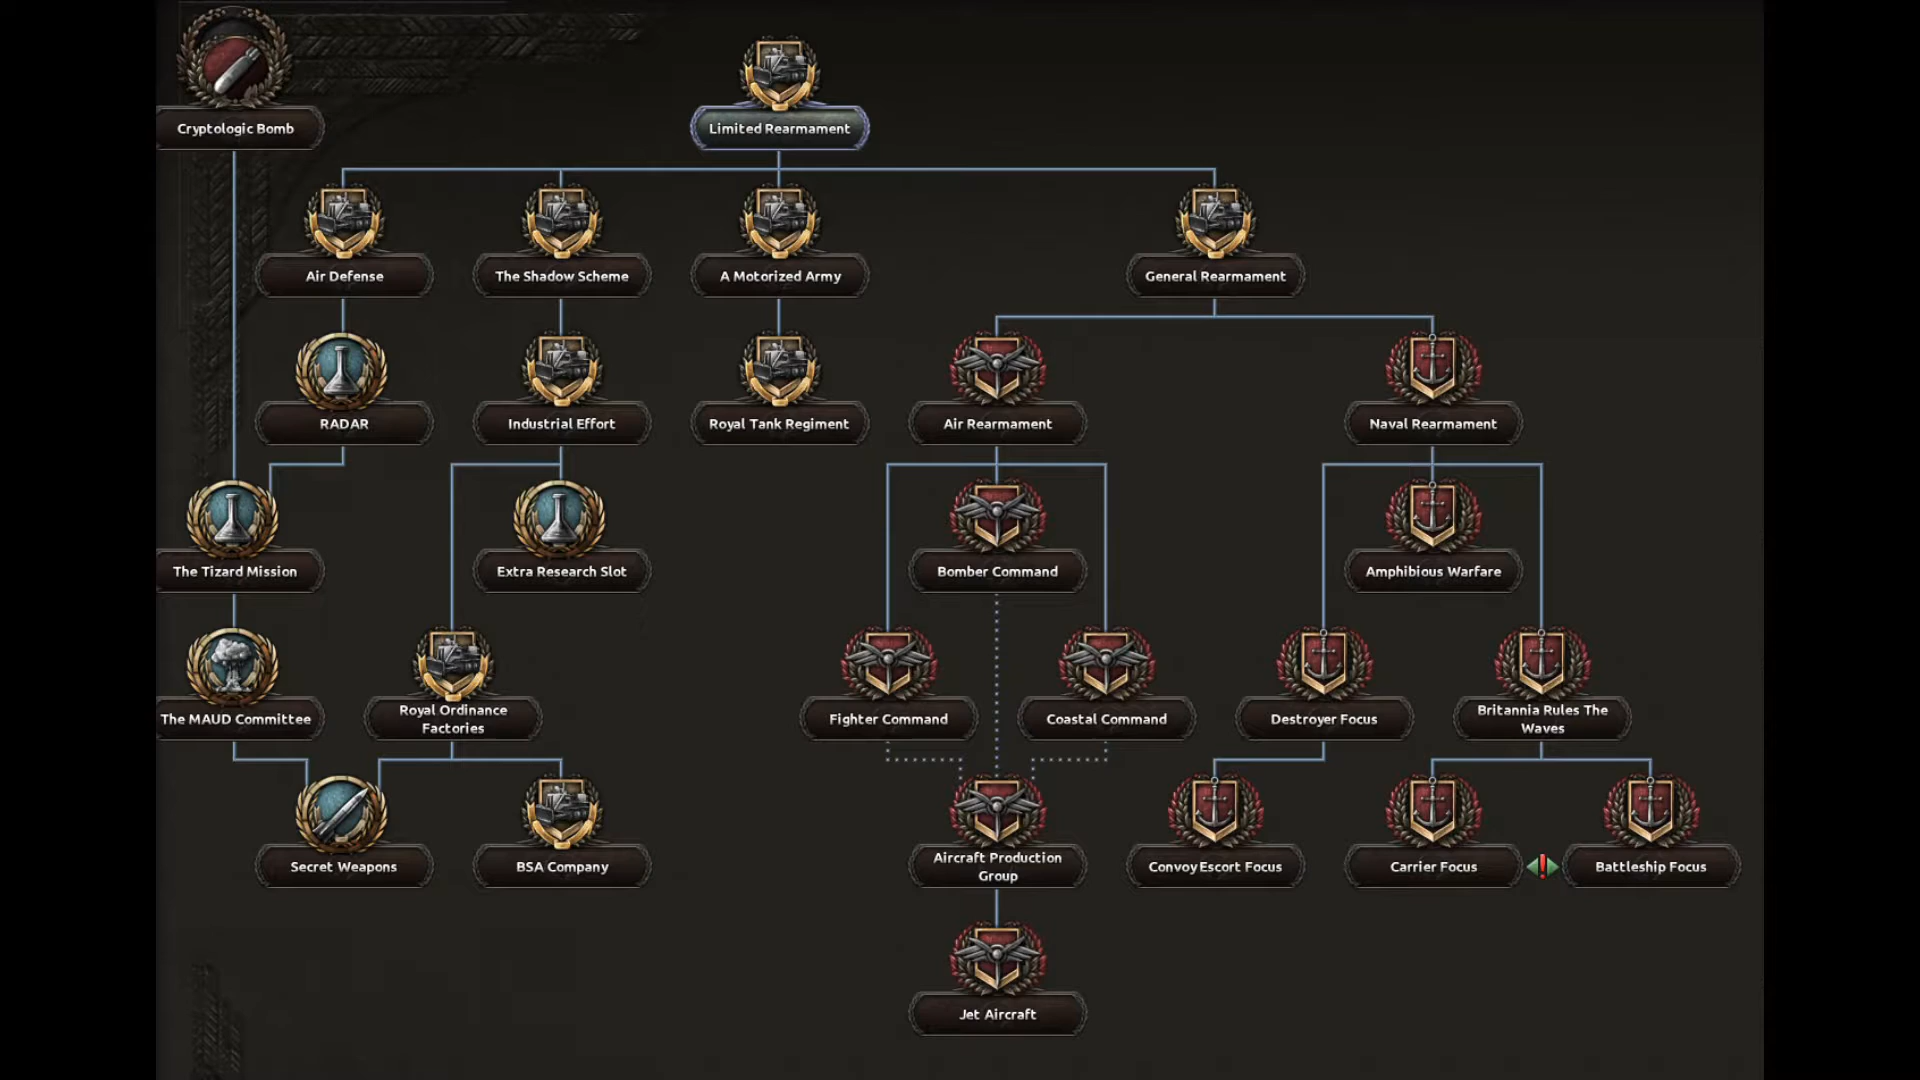 Cryptologic Bomb
Limited Rearmament
Air Defense
The Shadow Scheme
A Motorized Army
General Rearmament
RADAR
Industrial Effort
Royal Tank Regiment
Air Rearmament
Naval Rearmament
The Tizard Mission
Extra Research Slot
Bomber Command
Amphibious Warfare
The MAUD Committee
Royal Ordinance
Factories
Fighter Command
Coastal Command
Destroyer Focus
Britannia Rules The
Waves
Secret Weapons
BSA Company
Aircraft Production
Group
Convoy Escort Focus
Carrier Focus
Battleship Focus
Jet Aircraft